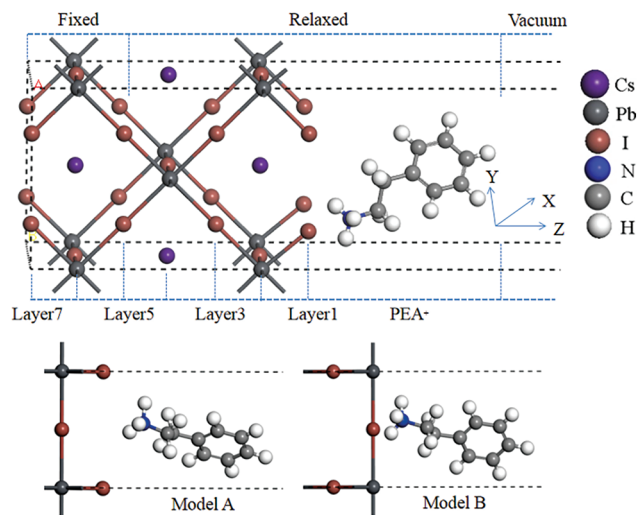 Fixed Relaxed Vacuum
Cs
Pb
I
N
C
H
Y
X
Z
Layer7 Layer5 Layer3 Layer1 PEA+
Model A Model B